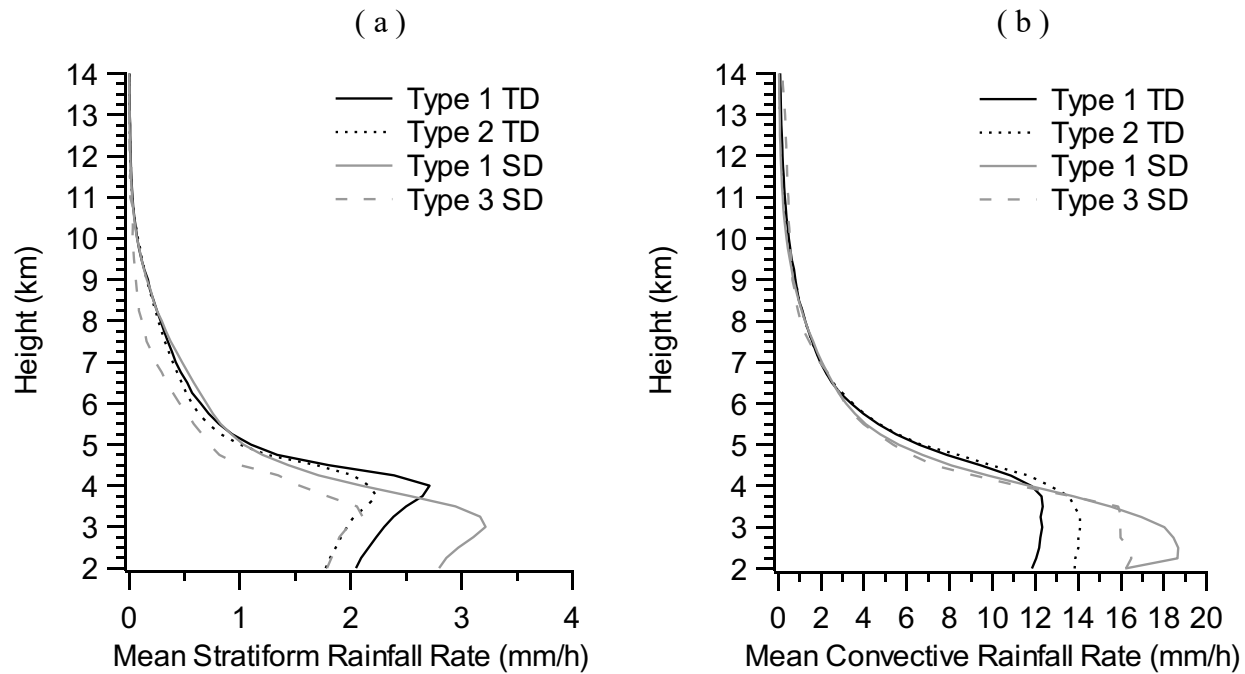 ( a )
14
13
12
11
10
9
8
7
6
5
4
3
2
Height (km)
Type 1 TD
Type 2 TD
Type 1 SD
Type 3 SD
0 1 2 3 4
Mean Stratiform Rainfall Rate (mm/h)
( b )
14
13
12
11
10
9
8
7
6
5
4
3
2
Height (km)
Type 1 TD
Type 2 TD
Type 1 SD
Type 3 SD
0 2 4 6 8 10 12 14 16 18 20
Mean Convective Rainfall Rate (mm/h)